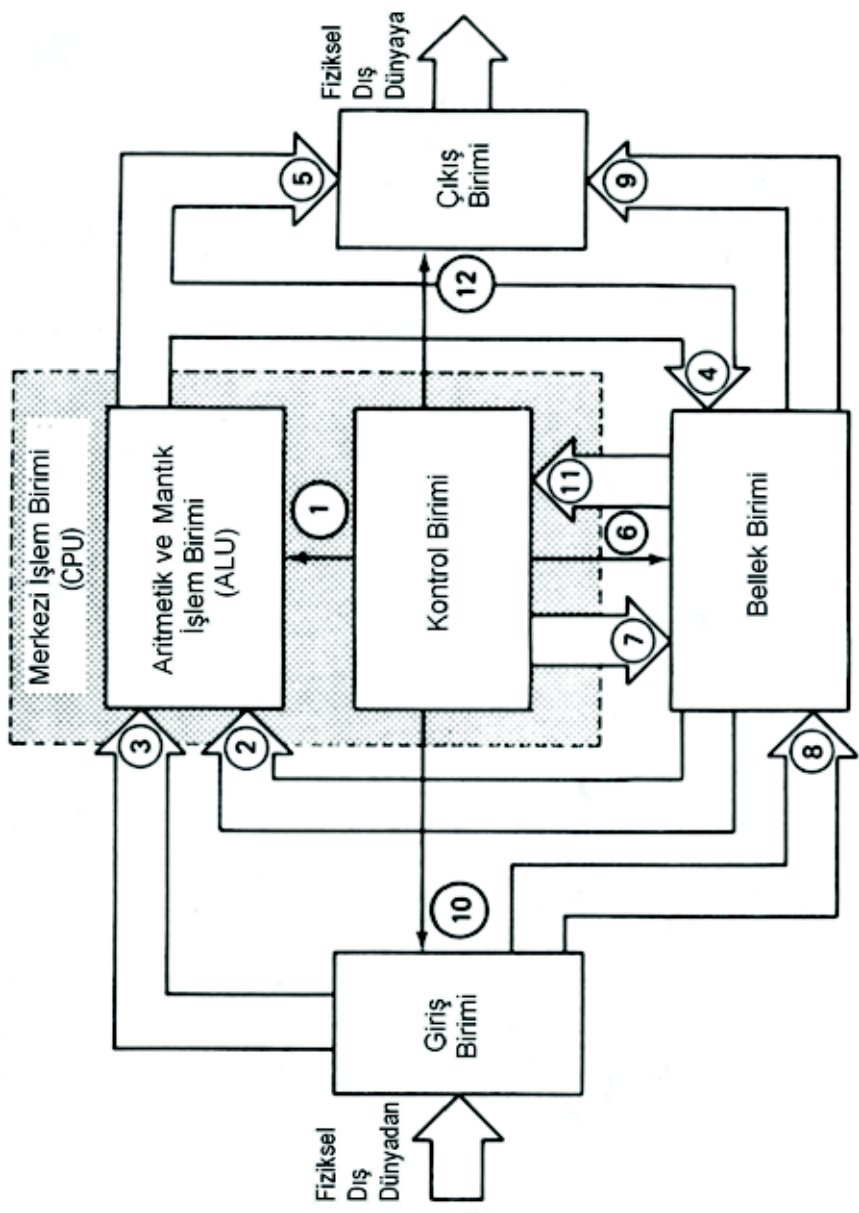 Merkezi İşlem Birimi
(CPU)
Aritmetik ve Mantık
İşlem Birimi
(ALU)
Kontrol Birimi
Bellek Birimi
Giriş
Birimi
Çıkış
Birimi
Fiziksel
Dış
Dünyadan
Fiziksel
Dış
Dünyaya
1
2
3
4
5
6
7
8
9
10
11
12